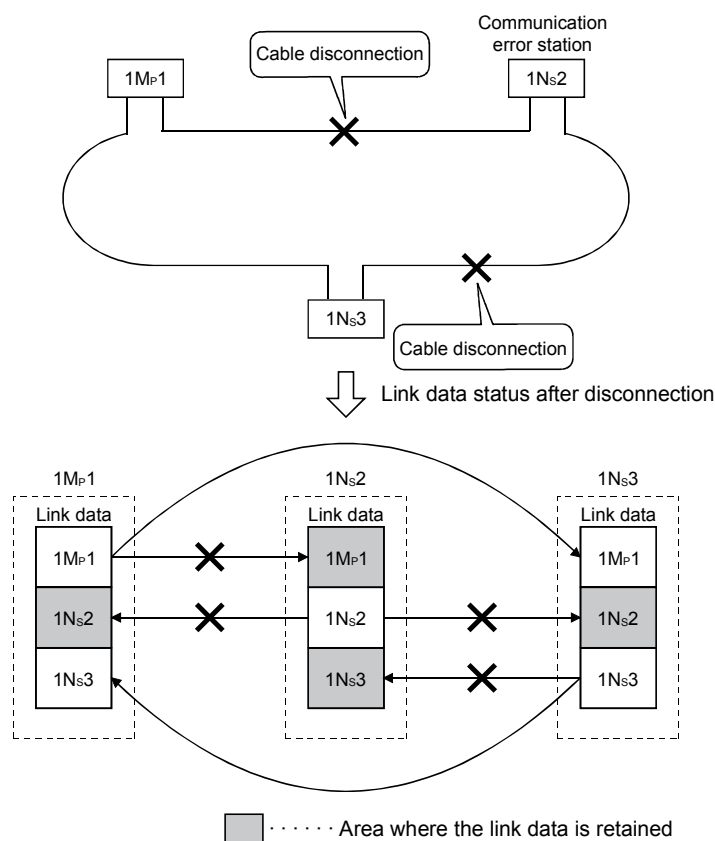 Communication
error station
Cable disconnection
1MP1
1NS2
1NS3
Cable disconnection
Link data status after disconnection
1MP1
1NS2
1NS3
Link data
Link data
Link data
1MP1
1MP1
1MP1
1NS2
1NS2
1NS2
1NS3
1NS3
1NS3
· · · · · · Area where the link data is retained